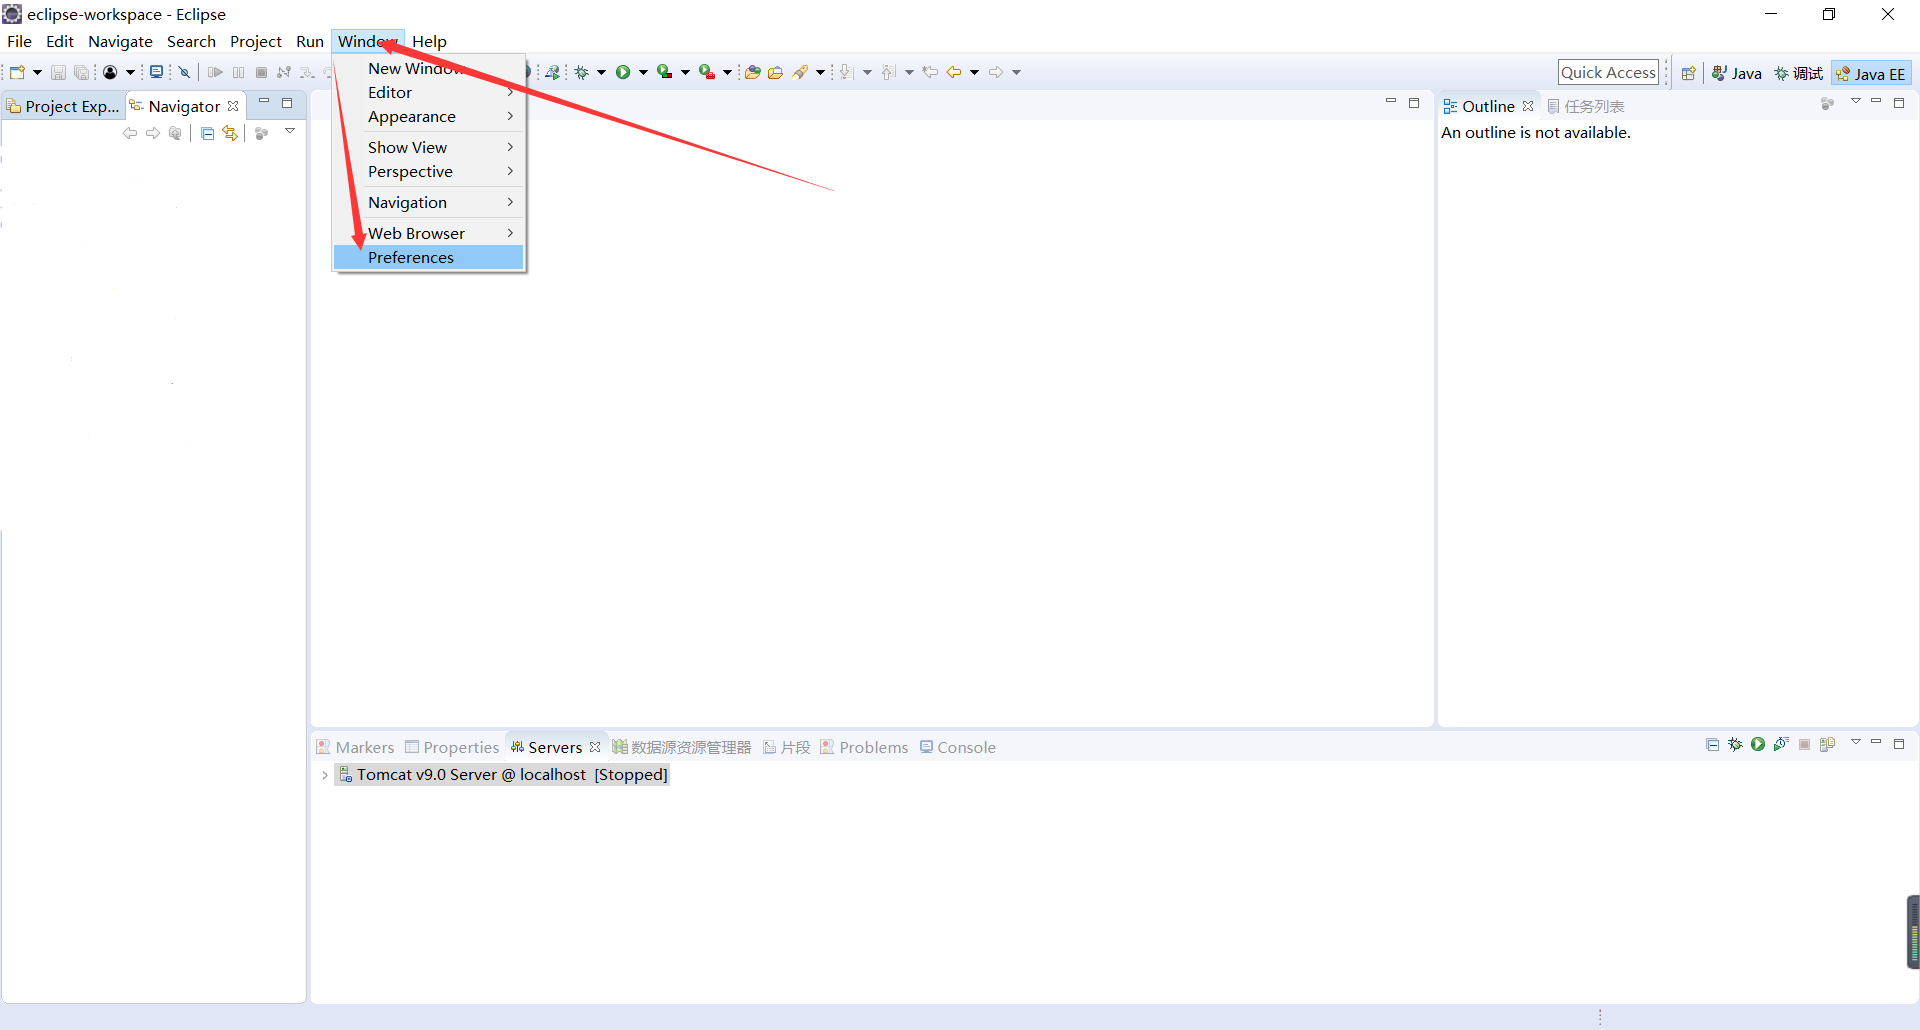 eclipse-workspace - Eclipse
File Edit Navigate Search Project Run Window Help
New Window
Editor
Appearance
Show View
Perspective
Navigation
Web Browser
Preferences
Quick Access
Java
调试
Java EE
Project Exp...
Navigator
Outline
任务列表
An outline is not available.
Markers
Properties
Servers
数据源资源管理器
片段
Problems
Console
Tomcat v9.0 Server @ localhost [Stopped]